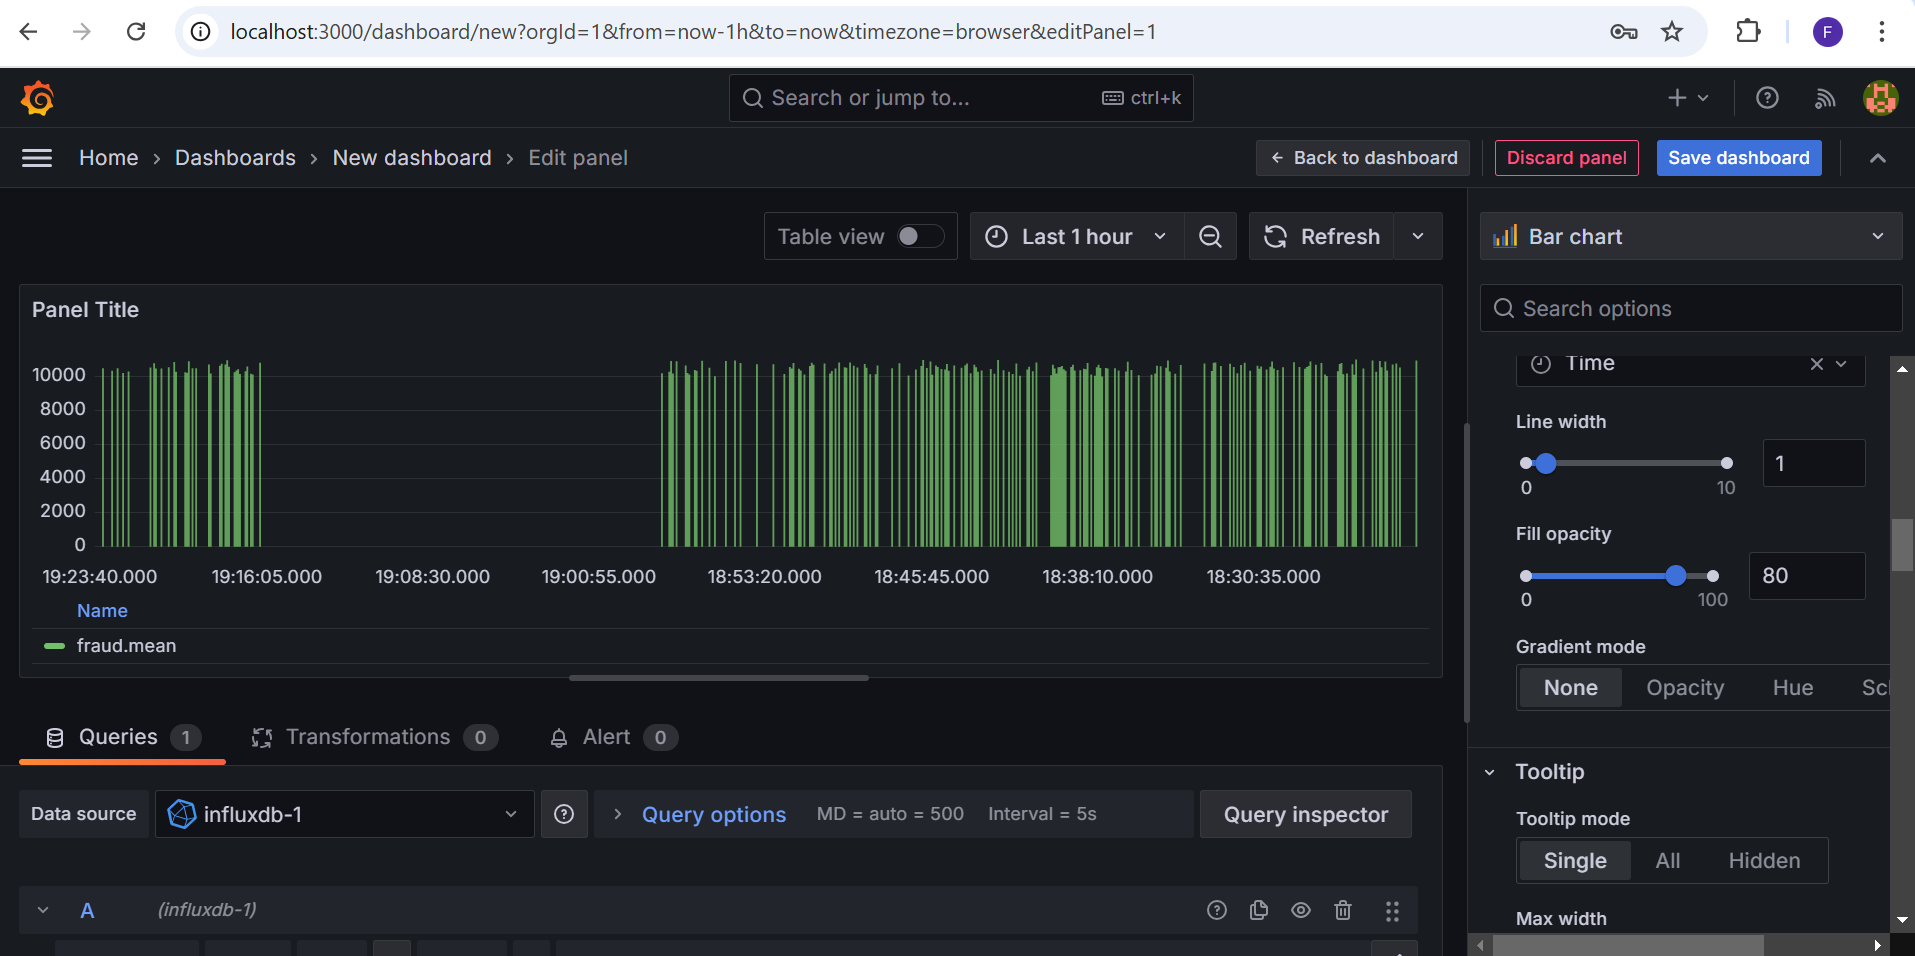 localhost:3000/dashboard/new?orgId=1&from=now-1h&to=now&timezone=browser&editPanel=1
F
Search or jump to... ctrl+k
Home › Dashboards › New dashboard › Edit panel
Back to dashboard
Discard panel
Save dashboard
Table view
Last 1 hour
Refresh
Bar chart
Panel Title
Search options
10000
8000
6000
4000
2000
0
19:23:40.000 19:16:05.000 19:08:30.000 19:00:55.000 18:53:20.000 18:45:45.000 18:38:10.000 18:30:35.000
Name
fraud.mean
Time
Line width
1
0 10
Fill opacity
80
0 100
Gradient mode
None Opacity Hue
Queries 1 Transformations 0 Alert 0
Tooltip
Data source influxdb-1 Query options MD = auto = 500 Interval = 5s Query inspector
Tooltip mode
Single All Hidden
A (influxdb-1)
Max width